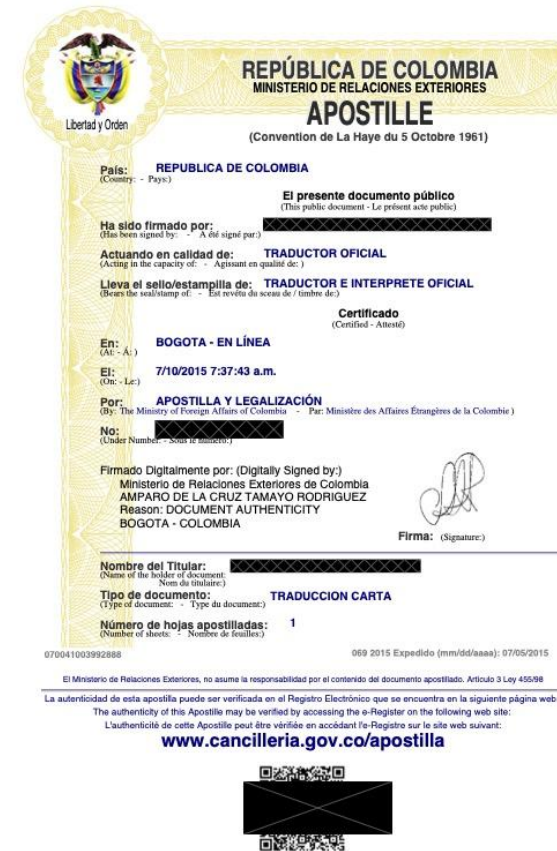 REPÚBLICA DE COLOMBIA
MINISTERIO DE RELACIONES EXTERIORES
APOSTILLE
(Convention de La Haye du 5 Octobre 1961)
Libertad y Orden
País: REPUBLICA DE COLOMBIA
(Country: - Pays:)
El presente documento público
(This public document - Le présent acte public)
Ha sido firmado por:
(Has been signed by: - A été signé par:)
Actuando en calidad de: TRADUCTOR OFICIAL
(Acting in the capacity of: - Agissant en qualité de: )
Lleva el sello/estampilla de: TRADUCTOR E INTERPRETE OFICIAL
(Bears the seal/stamp of: - Est revêtu du sceau de / timbre de:)
Certificado
(Certified - Attesté)
En: BOGOTA - EN LÍNEA
(At: - Á: )
El: 7/10/2015 7:37:43 a.m.
(On: - Le:)
Por: APOSTILLA Y LEGALIZACIÓN
(By: The Ministry of Foreign Affairs of Colombia - Par: Ministère des Affaires Étrangères de la Colombie )
No:
(Under Number: - Sous le numéro:)
Firmado Digitalmente por: (Digitally Signed by:)
Ministerio de Relaciones Exteriores de Colombia
AMPARO DE LA CRUZ TAMAYO RODRIGUEZ
Reason: DOCUMENT AUTHENTICITY
BOGOTA - COLOMBIA
Firma: (Signature:)
Nombre del Titular:
(Name of the holder of document:
Nom du titulaire:)
Tipo de documento: TRADUCCION CARTA
(Type of document: - Type du document:)
Número de hojas apostilladas: 1
(Number of sheets: - Nombre de feuilles:)
070041003992888 069 2015 Expedido (mm/dd/aaaa): 07/05/2015
El Ministerio de Relaciones Exteriores, no asume la responsabilidad por el contenido del documento apostillado. Artículo 3 Ley 455/98
La autenticidad de esta apostilla puede ser verificada en el Registro Electrónico que se encuentra en la siguiente página web:
The authenticity of this Apostille may be verified by accessing the e-Register on the following web site:
L'authenticité de cette Apostille peut être vérifiée en accédant l'e-Registre sur le site web suivant:
www.cancilleria.gov.co/apostilla